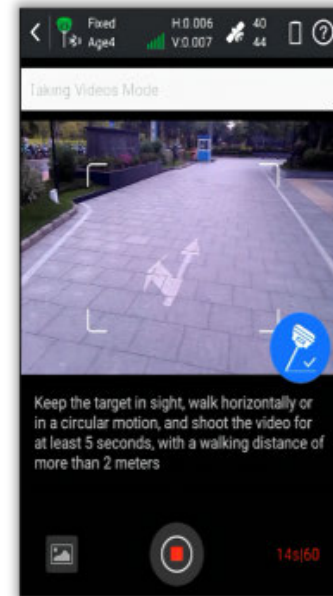 Fixed H:0.006 40
Age4 V:0.007 44
Taking Videos Mode
Keep the target in sight, walk horizontally or
in a circular motion, and shoot the video for
at least 5 seconds, with a walking distance of
more than 2 meters
14s|60